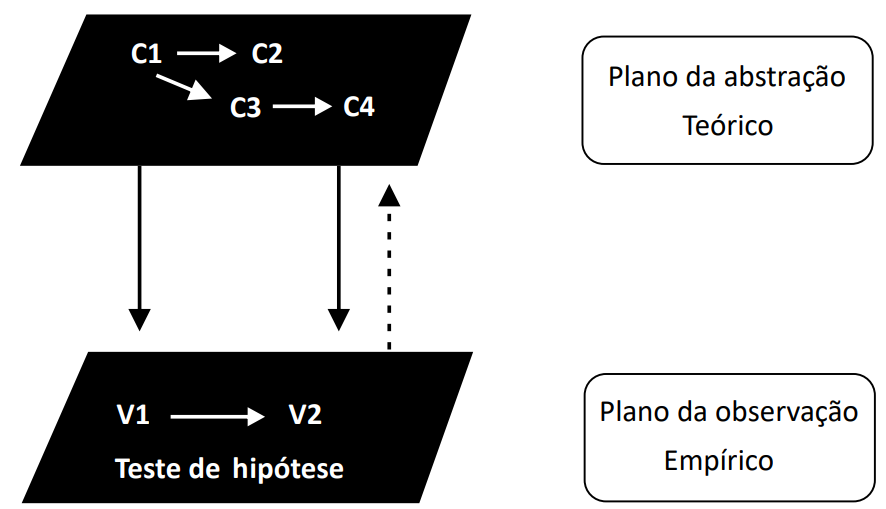 C1 C2
C3 C4
Plano da abstração
Teórico
V1 V2
Teste de hipótese
Plano da observação
Empírico